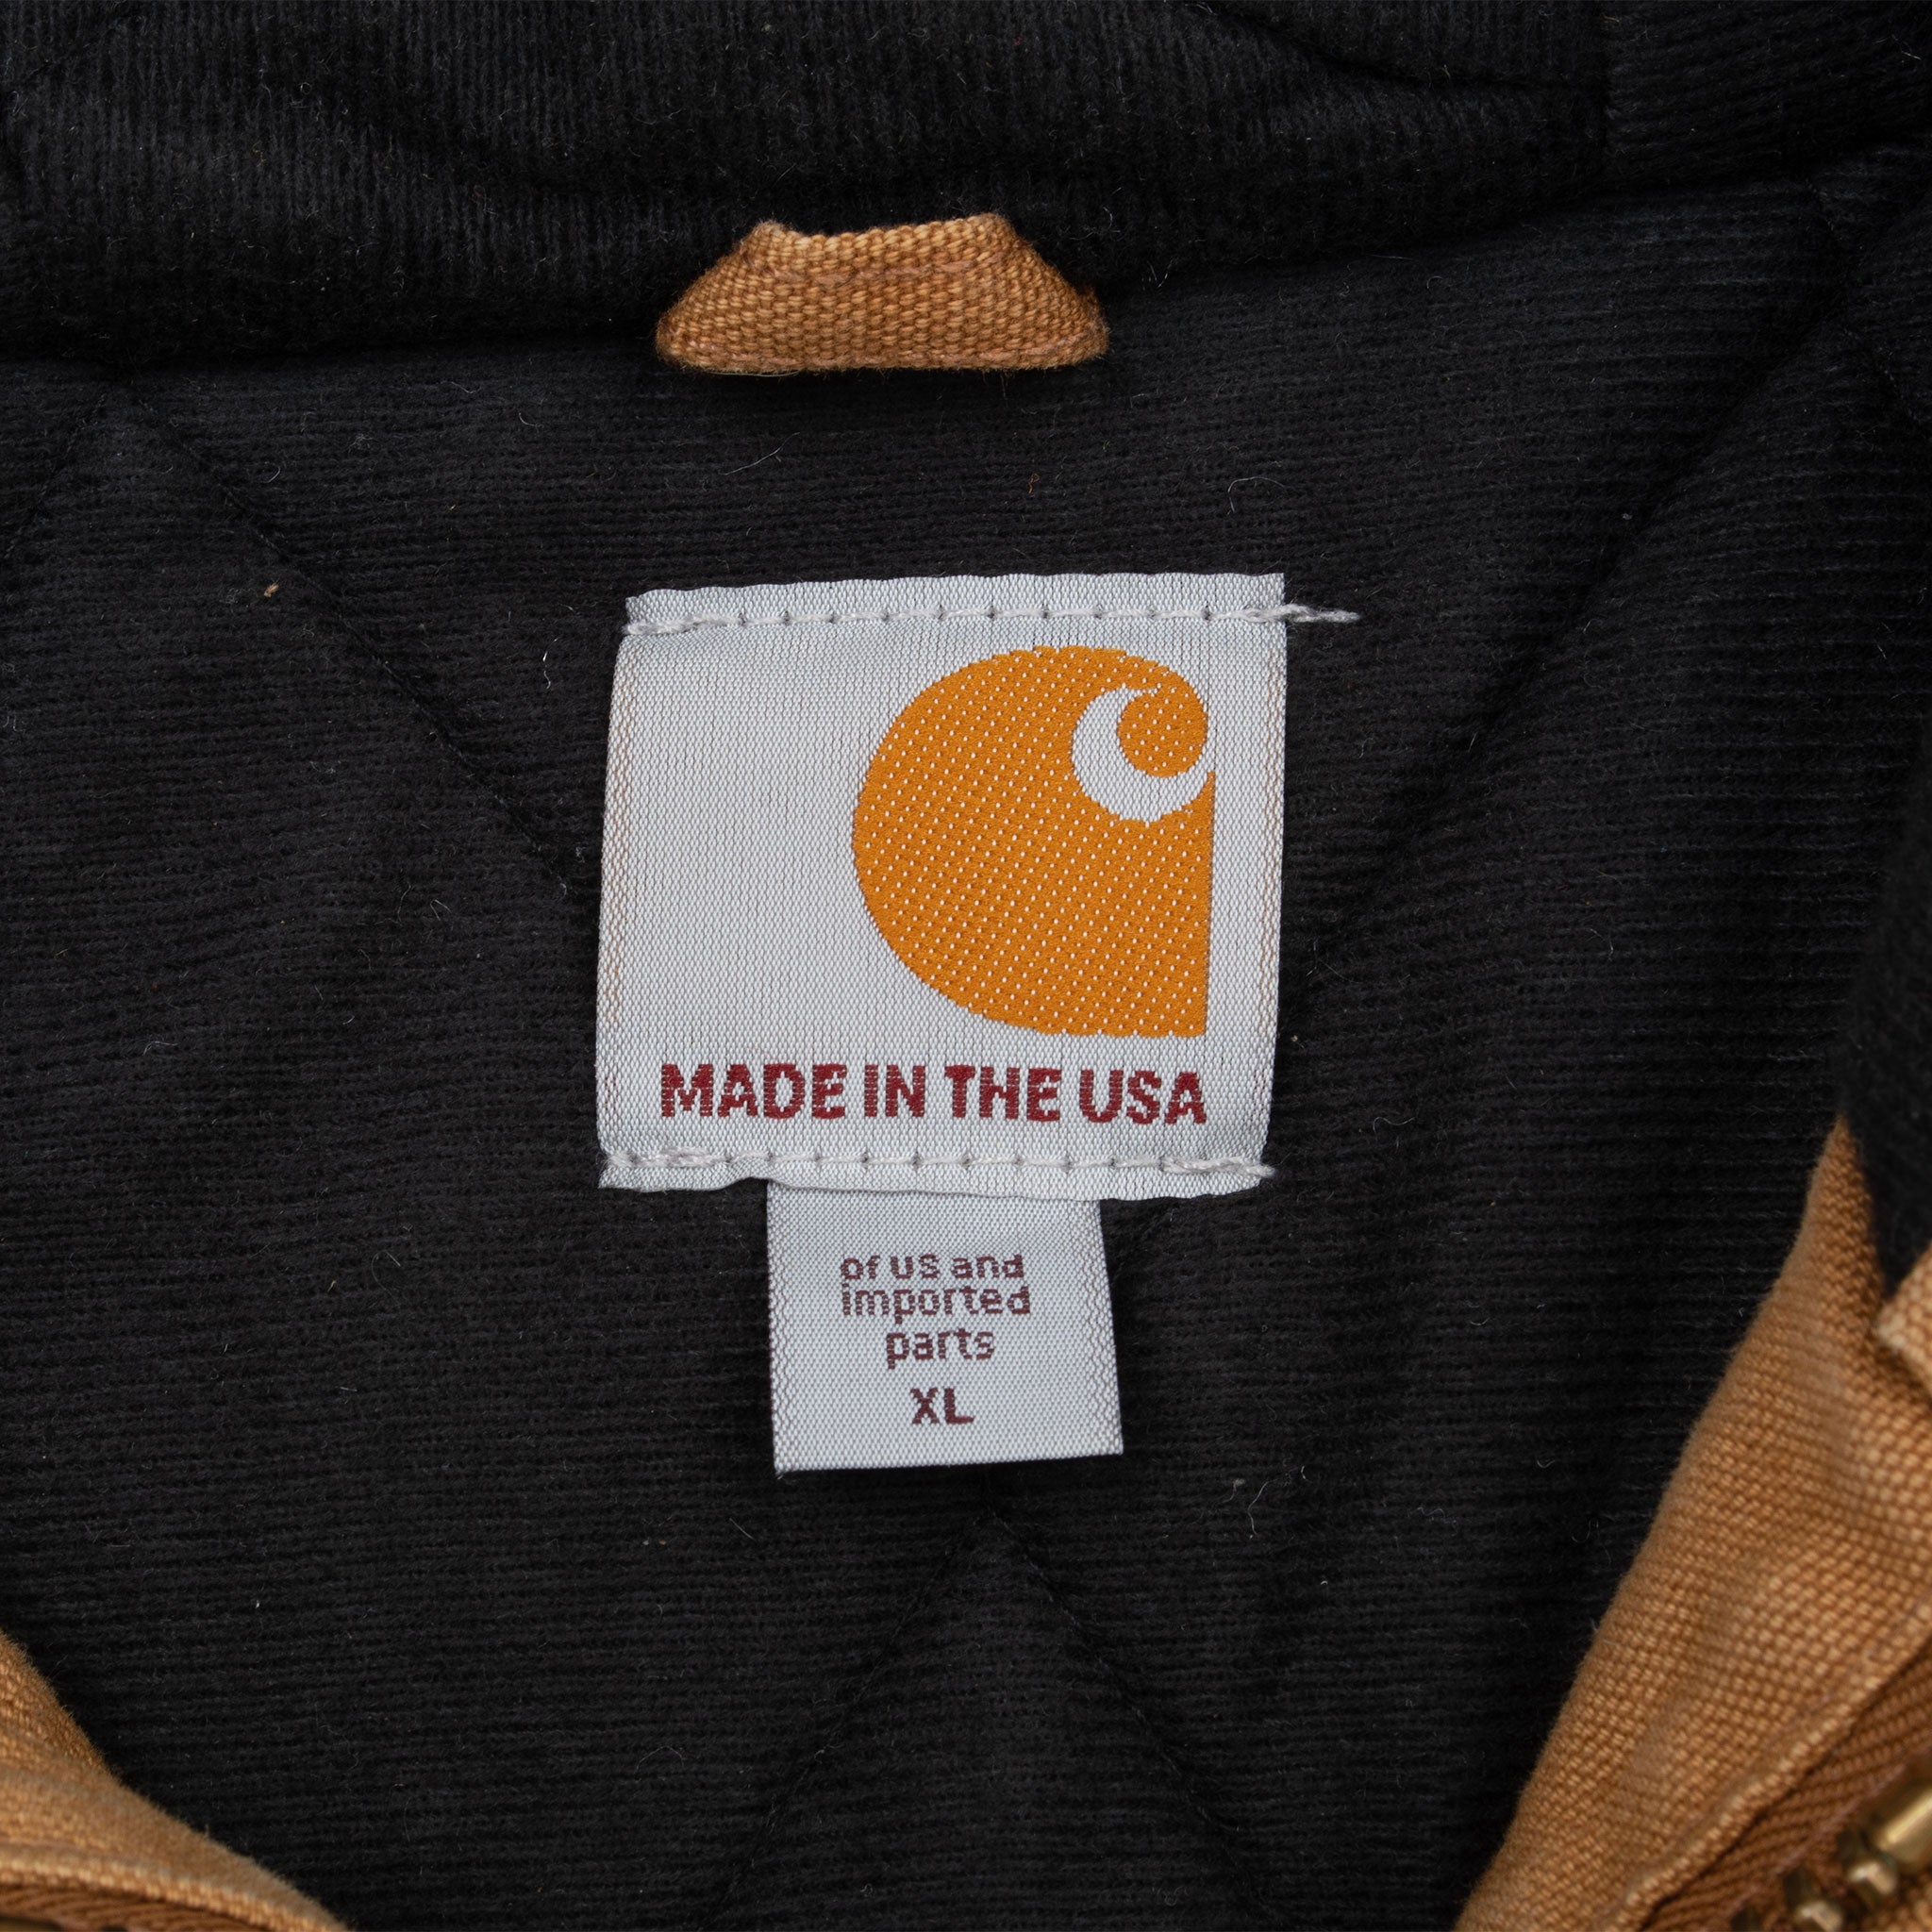 MADE IN THE USA
of US and
imported
parts
XL